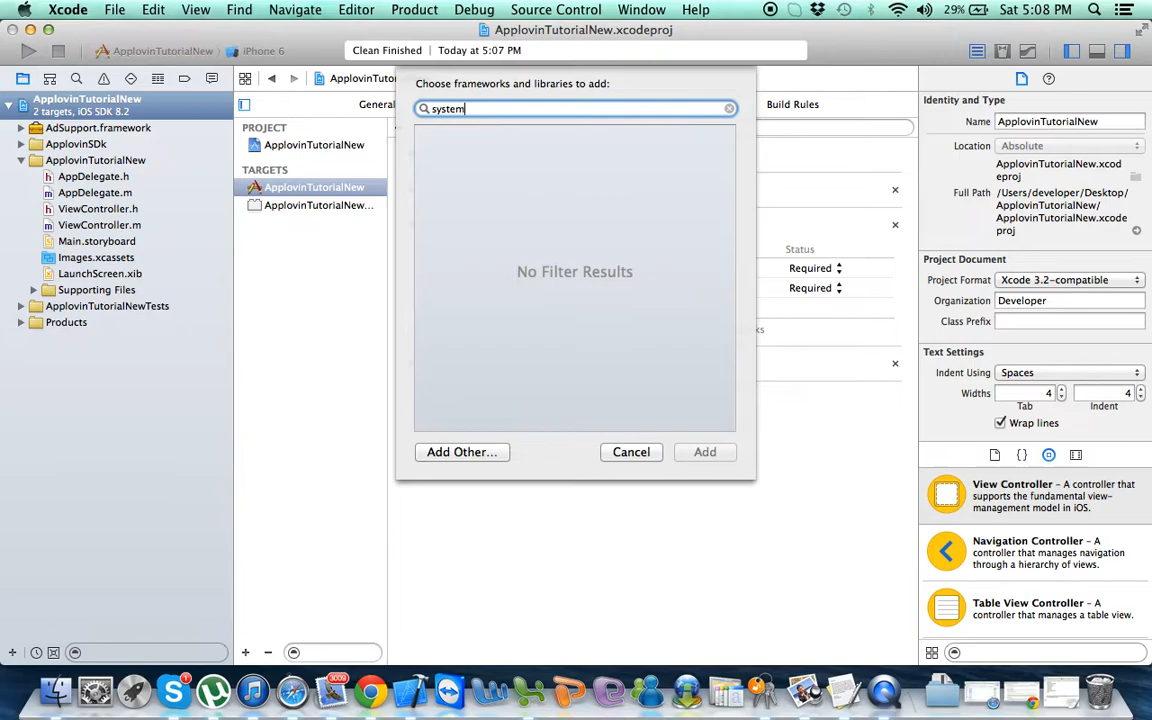 Xcode File Edit View Find Navigate Editor Product Debug Source Control Window Help 29% Sat 5:08 PM
ApplovinTutorialNew.xcodeproj
ApplovinTutorialNew iPhone 6 Clean Finished Today at 5:07 PM
ApplovinTutorialNew
2 targets, iOS SDK 8.2
AdSupport.framework
ApplovinSDk
ApplovinTutorialNew
AppDelegate.h
AppDelegate.m
ViewController.h
ViewController.m
Main.storyboard
Images.xcassets
LaunchScreen.xib
Supporting Files
ApplovinTutorialNewTests
Products
ApplovinTuto
General
PROJECT
ApplovinTutorialNew
TARGETS
ApplovinTutorialNew
ApplovinTutorialNew...
Choose frameworks and libraries to add:
system
No Filter Results
Add Other...
Cancel
Add
Build Rules
Status
Required
Required
ks
Identity and Type
Name ApplovinTutorialNew
Location Absolute
ApplovinTutorialNew.xcod
eproj
Full Path /Users/developer/Desktop/
ApplovinTutorialNew/
ApplovinTutorialNew.xcode
proj
Project Document
Project Format Xcode 3.2-compatible
Organization Developer
Class Prefix
Text Settings
Indent Using Spaces
Widths 4 4
Tab Indent
Wrap lines
View Controller – A
controller that
supports the fundamental view-
management model in iOS.
Navigation Controller – A
controller that manages navigation
through a hierarchy of views.
Table View Controller – A
controller that manages a table view.
1
3009